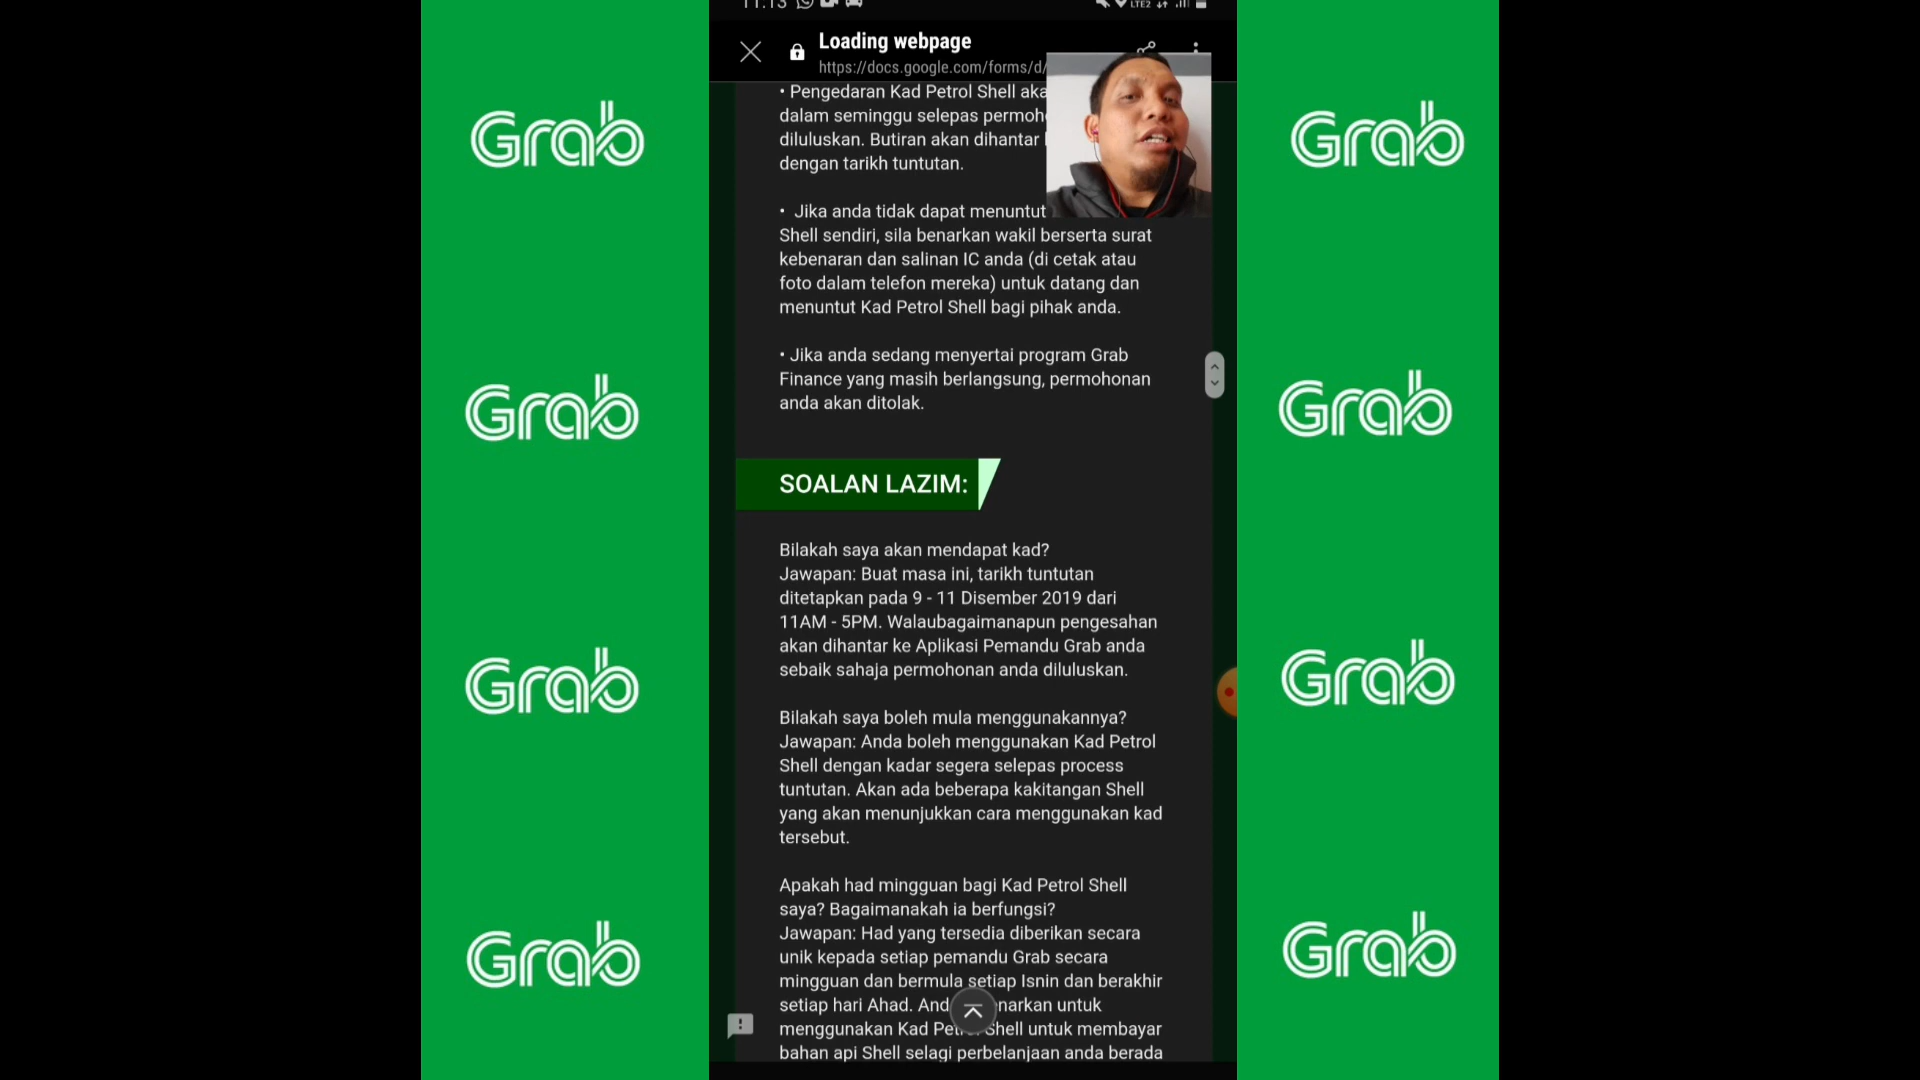 11:13
LTE2
Loading webpage
https://docs.google.com/forms/d/
• Pengedaran Kad Petrol Shell
dalam seminggu selepas
diluluskan. Butiran akan dihantar
dengan tarikh tuntutan.
• Jika anda tidak dapat menuntut
Shell sendiri, sila benarkan wakil berserta surat
kebenaran dan salinan IC anda (di cetak atau
foto dalam telefon mereka) untuk datang dan
menuntut Kad Petrol Shell bagi pihak anda.
• Jika anda sedang menyertai program Grab
Finance yang masih berlangsung, permohonan
anda akan ditolak.
SOALAN LAZIM:
Bilakah saya akan mendapat kad?
Jawapan: Buat masa ini, tarikh tuntutan
ditetapkan pada 9 - 11 Disember 2019 dari
11AM - 5PM. Walaubagaimanapun pengesahan
akan dihantar ke Aplikasi Pemandu Grab anda
sebaik sahaja permohonan anda diluluskan.
Bilakah saya boleh mula menggunakannya?
Jawapan: Anda boleh menggunakan Kad Petrol
Shell dengan kadar segera selepas process
tuntutan. Akan ada beberapa kakitangan Shell
yang akan menunjukkan cara menggunakan kad
tersebut.
Apakah had mingguan bagi Kad Petrol Shell
saya? Bagaimanakah ia berfungsi?
Jawapan: Had yang tersedia diberikan secara
unik kepada setiap pemandu Grab secara
mingguan dan bermula setiap Isnin dan berakhir
setiap hari Ahad. untuk
menggunakan Kad Shell untuk membayar
bahan api Shell selagi perbelanjaan anda berada
Grab
Grab
Grab
Grab
Grab
Grab
Grab
Grab